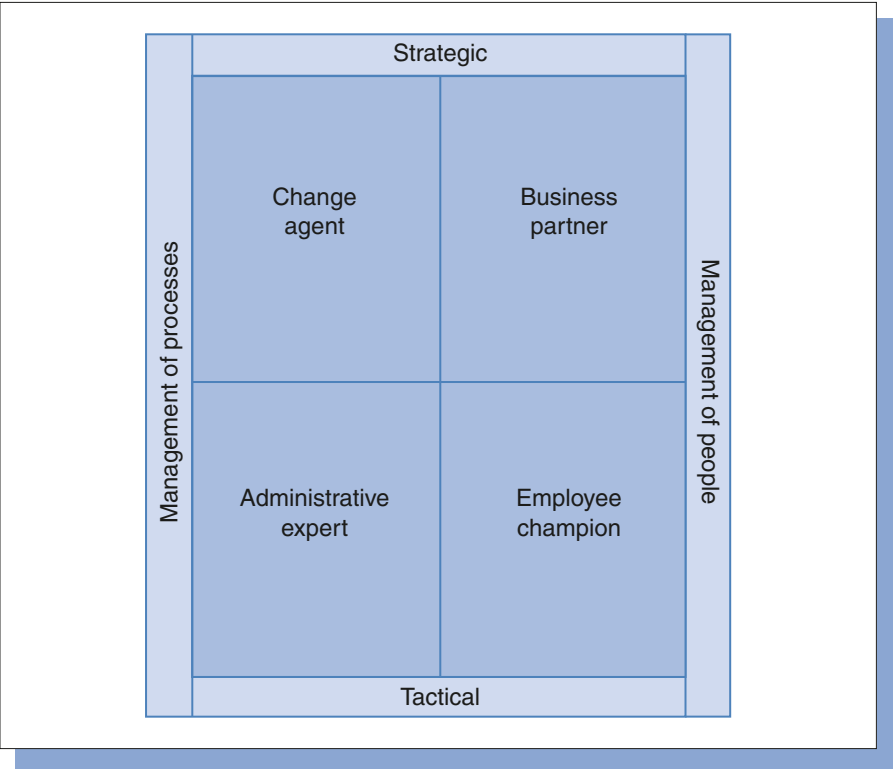 Strategic
Management of processes
Change
agent
Business
partner
Management of people
Administrative
expert
Employee
champion
Tactical